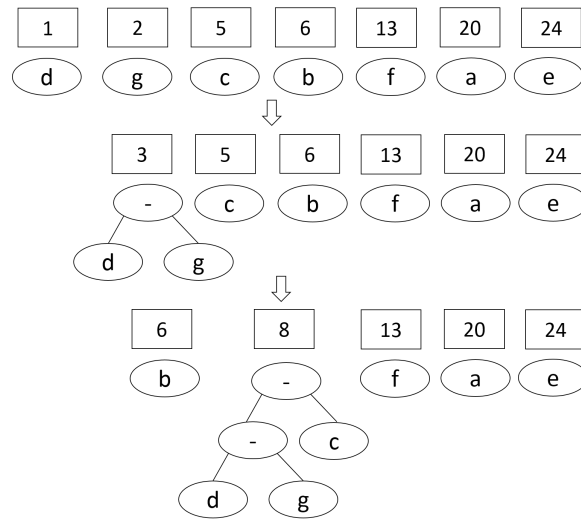 1 2 5 6 13 20 24
d g c b f a e
3 5 6 13 20 24
- c b f a e
d g
6 8 13 20 24
b - f a e
- c
d g